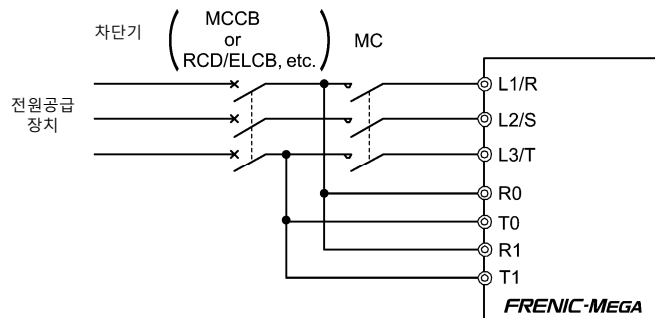 차단기
MCCB
or
RCD/ELCB, etc.
MC
전원공급
장치
L1/R
L2/S
L3/T
R0
T0
R1
T1
FRENIC-MEGA